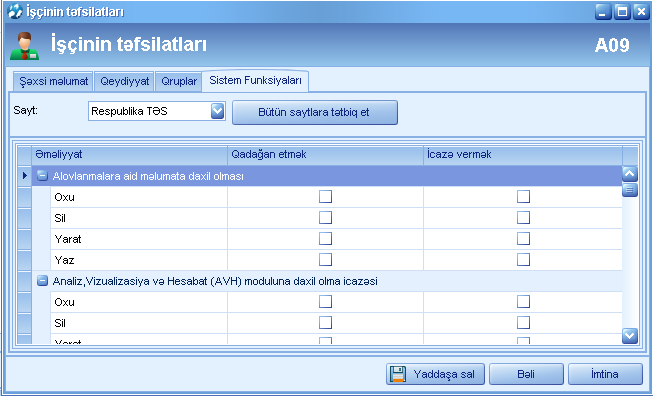 İşçinin təfsilatları
İşçinin təfsilatları
A09
Şəxsi məlumat Qeydiyyat Qruplar Sistem Funksiyaları
Sayt: Respublika TƏS Bütün saytlara tətbiq et
Əməliyyat Qadağan etmək İcazə vermək
Alovlanmalara aid məlumata daxil olması
Oxu
Sil
Yarat
Yaz
Analiz,Vizualizasiya və Hesabat (AVH) moduluna daxil olma icazəsi
Oxu
Sil
Yarat
Yaddaşa sal Bəli İmtina